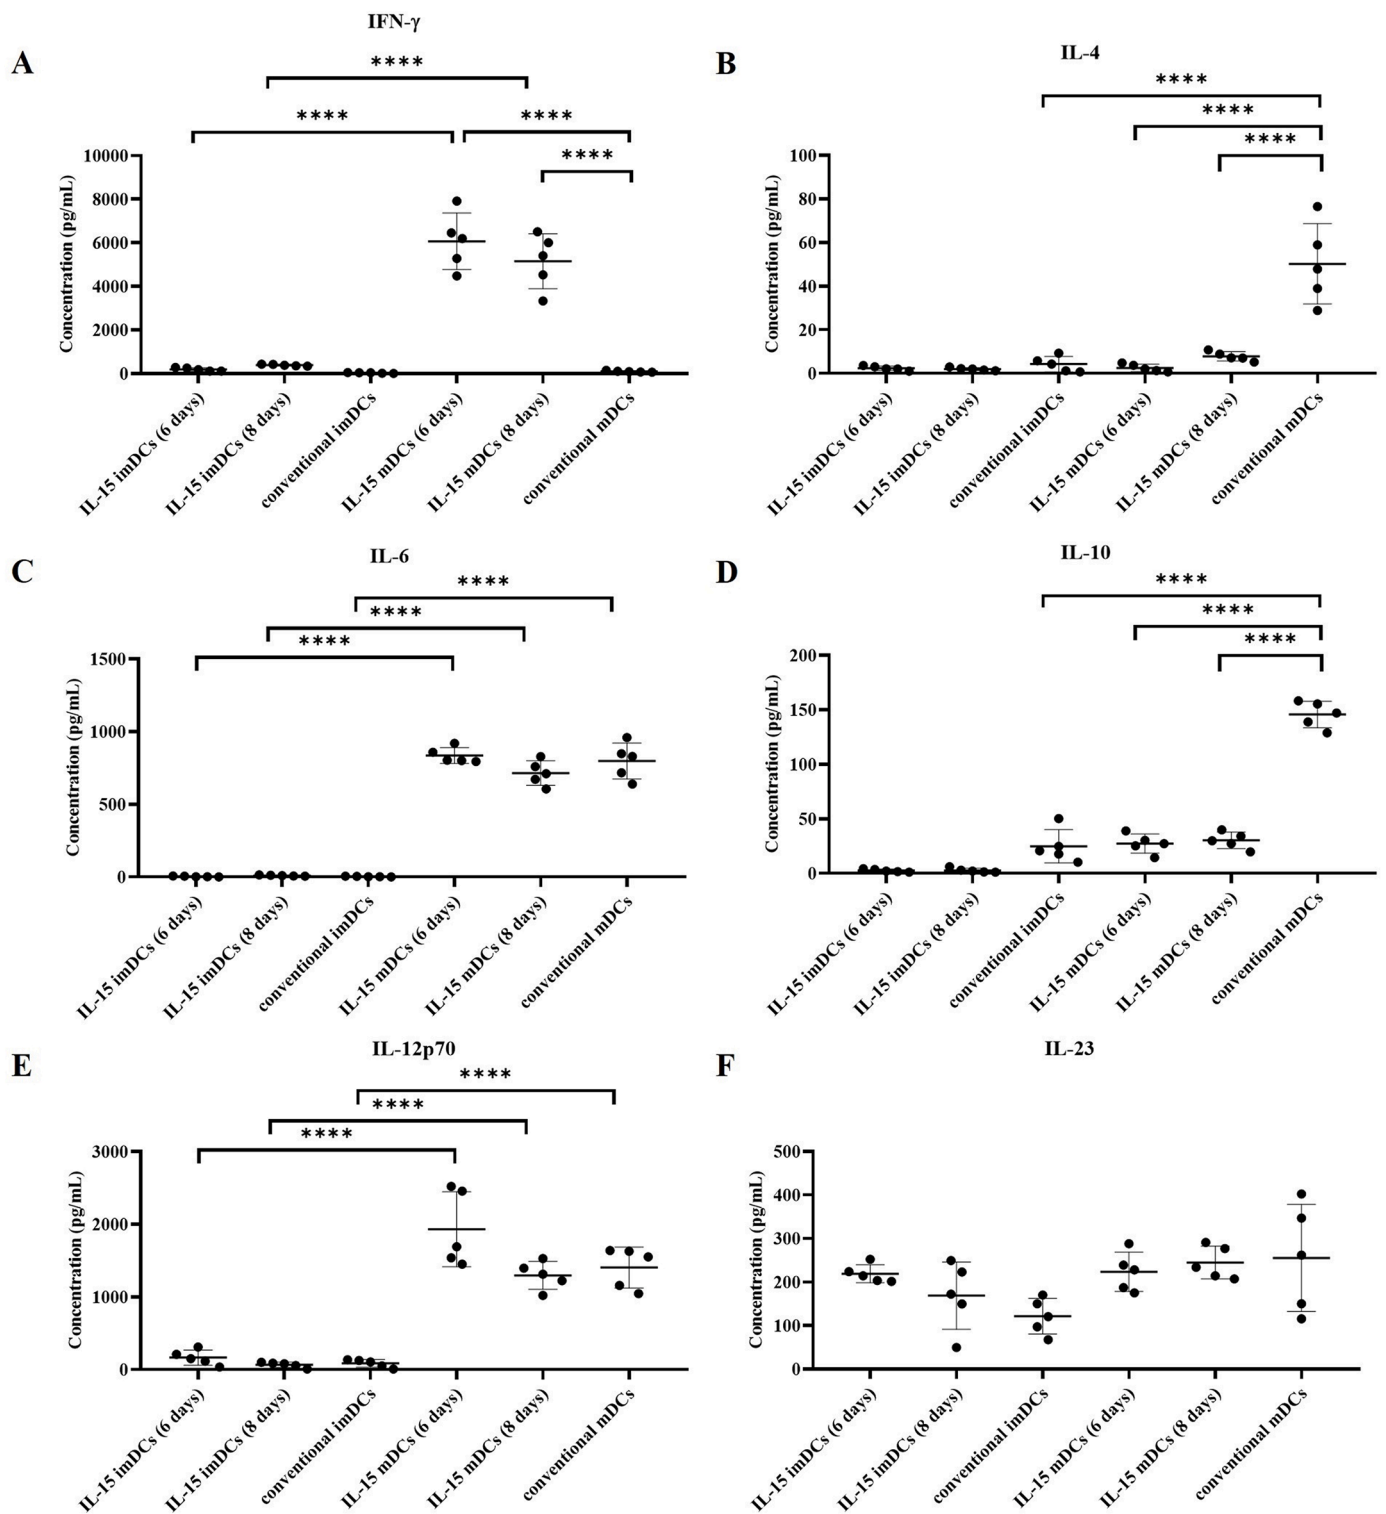 IFN-γ
A
****
****
****
****
Concentration (pg/mL)
10000
8000
6000
4000
2000
0
IL-15 imDCs (6 days)
IL-15 imDCs (8 days)
conventional imDCs
IL-15 mDCs (6 days)
IL-15 mDCs (8 days)
conventional mDCs
IL-4
B
****
****
****
Concentration (pg/mL)
100
80
60
40
20
0
IL-15 imDCs (6 days)
IL-15 imDCs (8 days)
conventional imDCs
IL-15 mDCs (6 days)
IL-15 mDCs (8 days)
conventional mDCs
IL-6
C
****
****
****
Concentration (pg/mL)
1500
1000
500
0
IL-15 imDCs (6 days)
IL-15 imDCs (8 days)
conventional imDCs
IL-15 mDCs (6 days)
IL-15 mDCs (8 days)
conventional mDCs
IL-10
D
****
****
****
Concentration (pg/mL)
200
150
100
50
0
IL-15 imDCs (6 days)
IL-15 imDCs (8 days)
conventional imDCs
IL-15 mDCs (6 days)
IL-15 mDCs (8 days)
conventional mDCs
IL-12p70
E
****
****
****
Concentration (pg/mL)
3000
2000
1000
0
IL-15 imDCs (6 days)
IL-15 imDCs (8 days)
conventional imDCs
IL-15 mDCs (6 days)
IL-15 mDCs (8 days)
conventional mDCs
IL-23
F
Concentration (pg/mL)
500
400
300
200
100
0
IL-15 imDCs (6 days)
IL-15 imDCs (8 days)
conventional imDCs
IL-15 mDCs (6 days)
IL-15 mDCs (8 days)
conventional mDCs